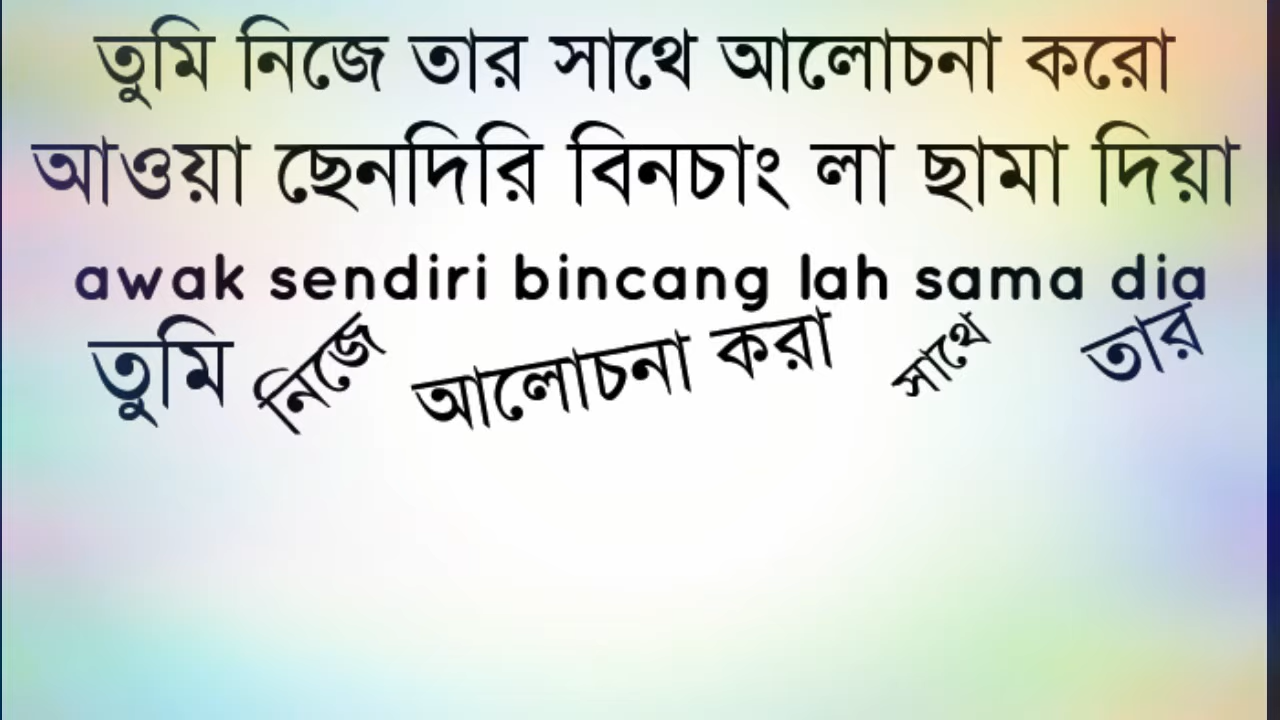 তুমি নিজে তার সাথে আলোচনা করো
আওয়া ছেনদিরি বিনচাং লা ছামা দিয়া
awak sendiri bincang lah sama dia
তুমি নিজে আলোচনা করা সাথে তার